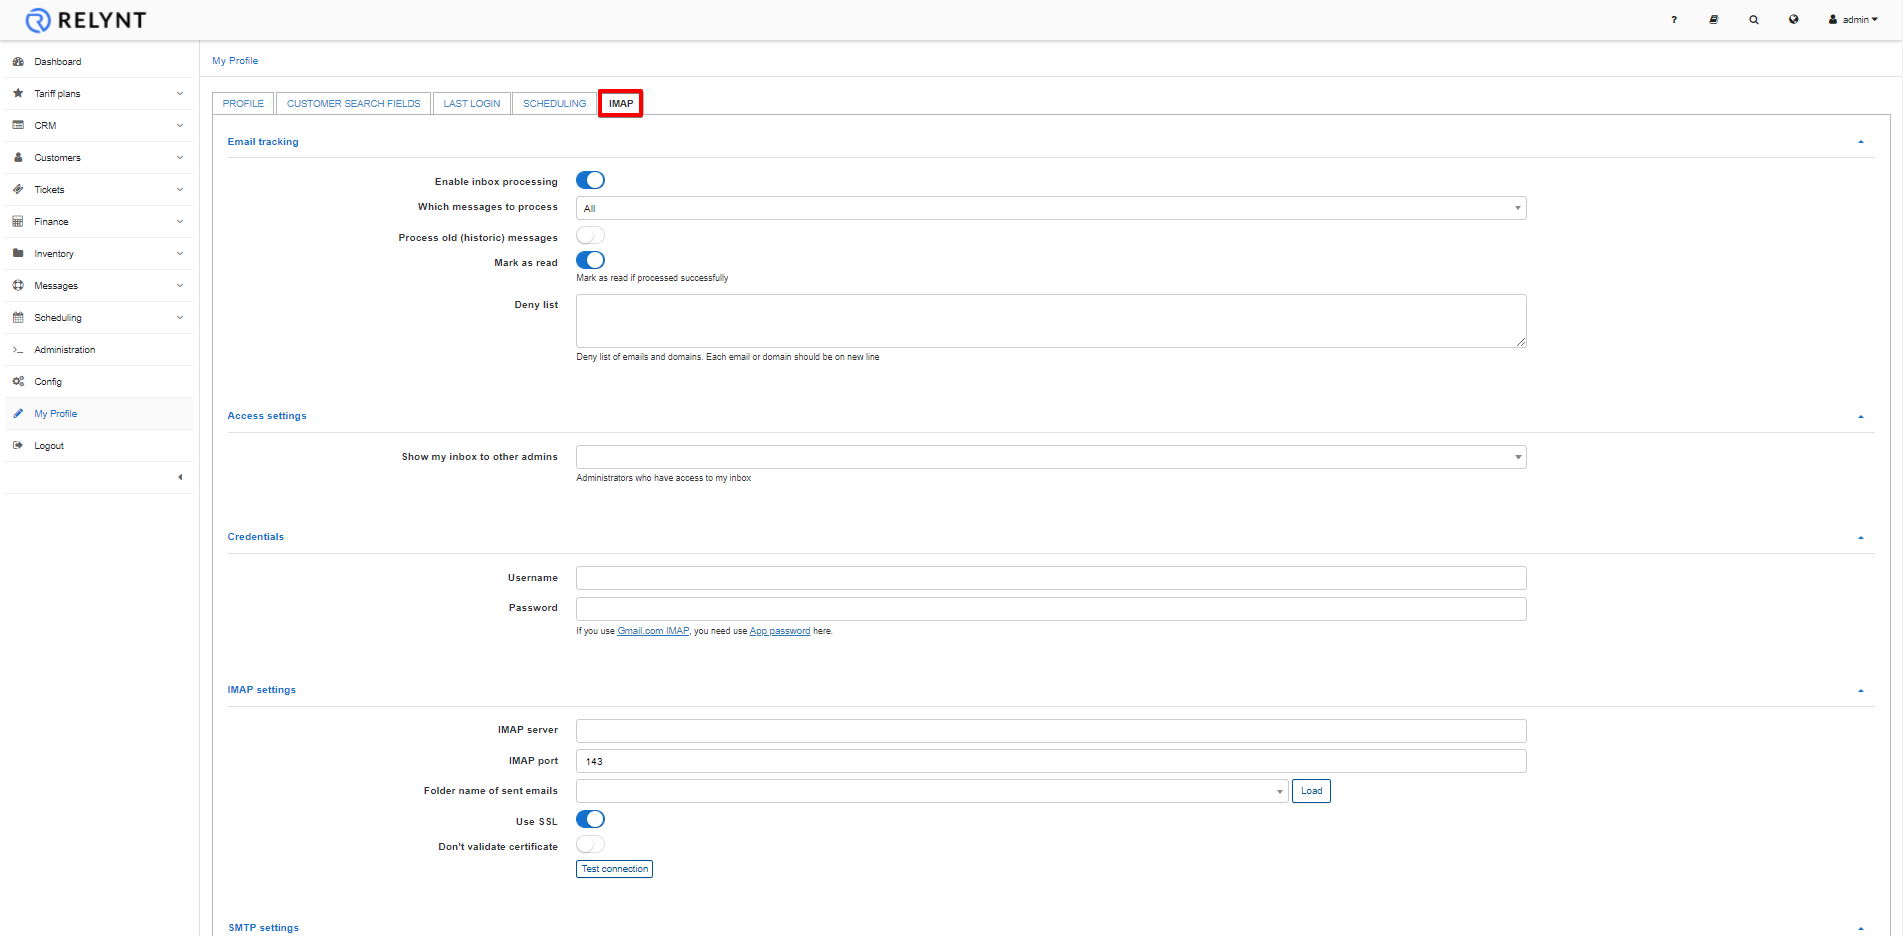 RELYNT
? admin
Dashboard
Tariff plans
CRM
Customers
Tickets
Finance
Inventory
Messages
Scheduling
Administration
Config
My Profile
Logout
My Profile
PROFILE CUSTOMER SEARCH FIELDS LAST LOGIN SCHEDULING IMAP
Email tracking
Enable inbox processing
Which messages to process All
Process old (historic) messages
Mark as read
Mark as read if processed successfully
Deny list
Deny list of emails and domains. Each email or domain should be on new line
Access settings
Show my inbox to other admins
Administrators who have access to my inbox
Credentials
Username
Password
If you use Gmail.com IMAP, you need use App password here.
IMAP settings
IMAP server
IMAP port 143
Folder name of sent emails Load
Use SSL
Don't validate certificate
Test connection
SMTP settings